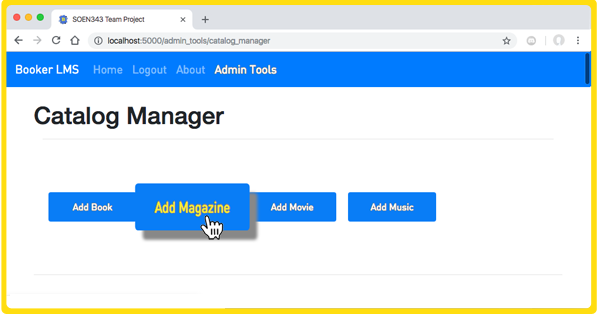 SOEN343 Team Project
localhost:5000/admin_tools/catalog_manager
Booker LMS Home Logout About Admin Tools
Catalog Manager
Add Book Add Magazine Add Movie Add Music